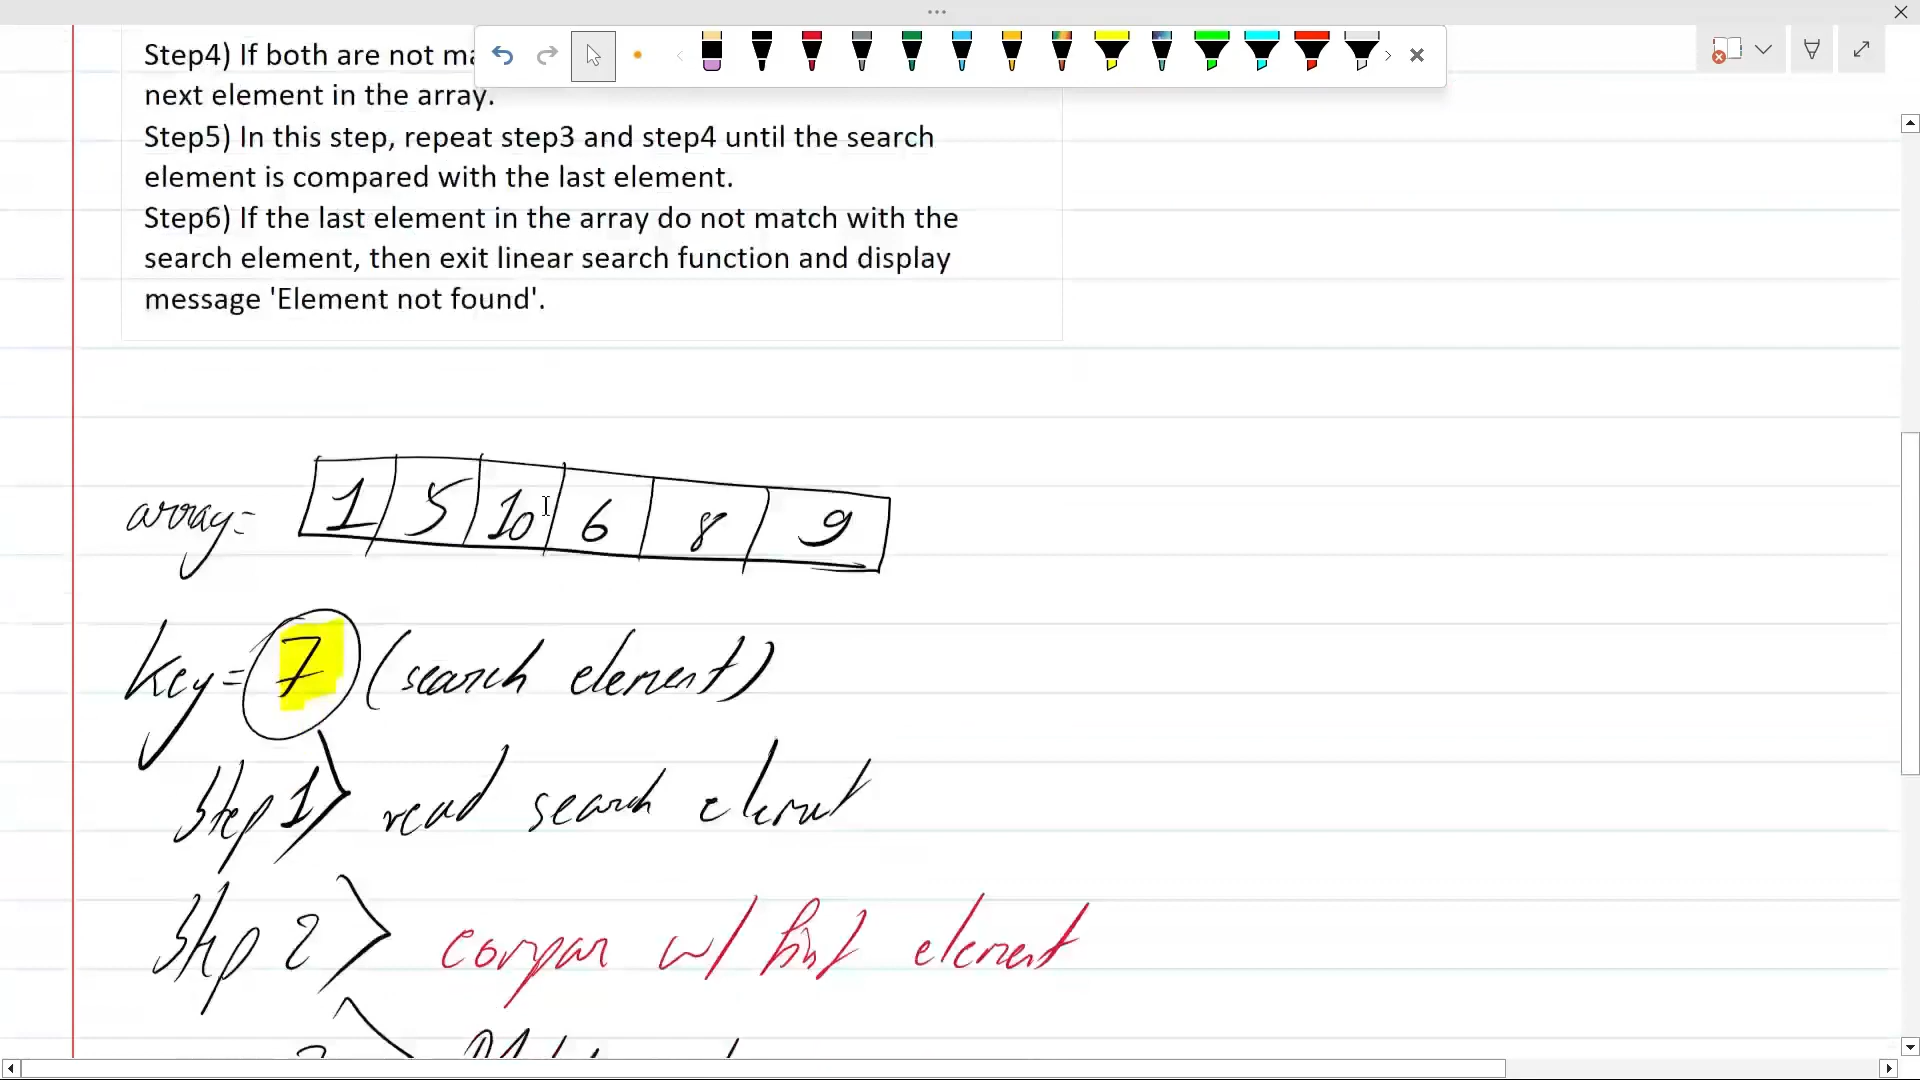 Step4) If both are not
next element in the array.
Step5) In this step, repeat step3 and step4 until the search
element is compared with the last element.
Step6) If the last element in the array do not match with the
search element, then exit linear search function and display
message 'Element not found'.
array= 1 5 10 6 8 9
key= 7 (search element)
Step 1) read search elemnt
Step 2) compar w/ first element